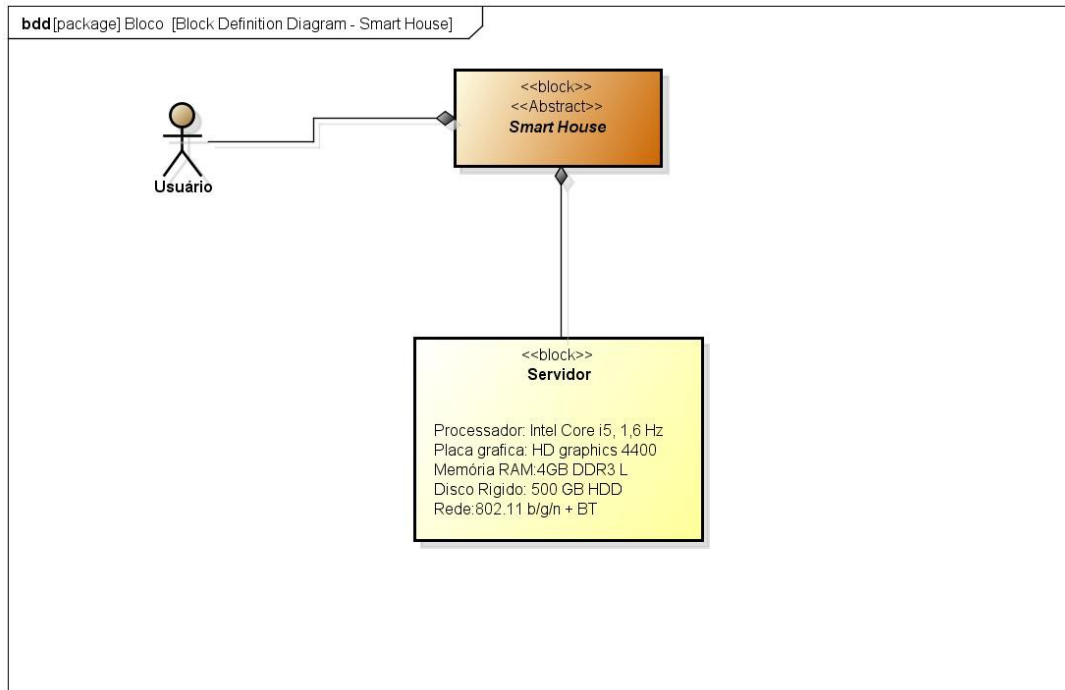 bdd [package] Bloco [Block Definition Diagram - Smart House]
<<block>>
<<Abstract>>
Smart House
Usuário
<<block>>
Servidor
Processador: Intel Core i5, 1,6 Hz
Placa grafica: HD graphics 4400
Memória RAM:4GB DDR3 L
Disco Rigido: 500 GB HDD
Rede:802.11 b/g/n + BT